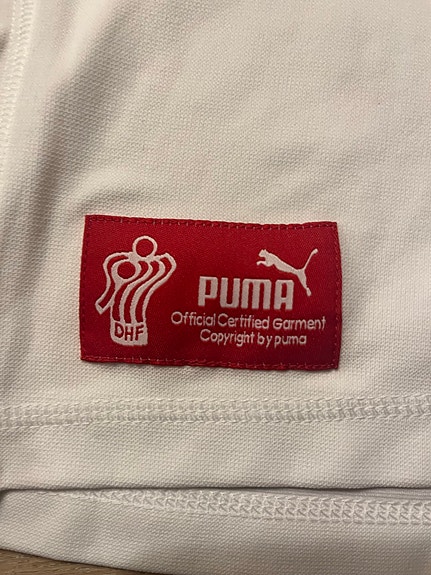 DHF
PUMA
Official Certified Garment
Copyright by puma